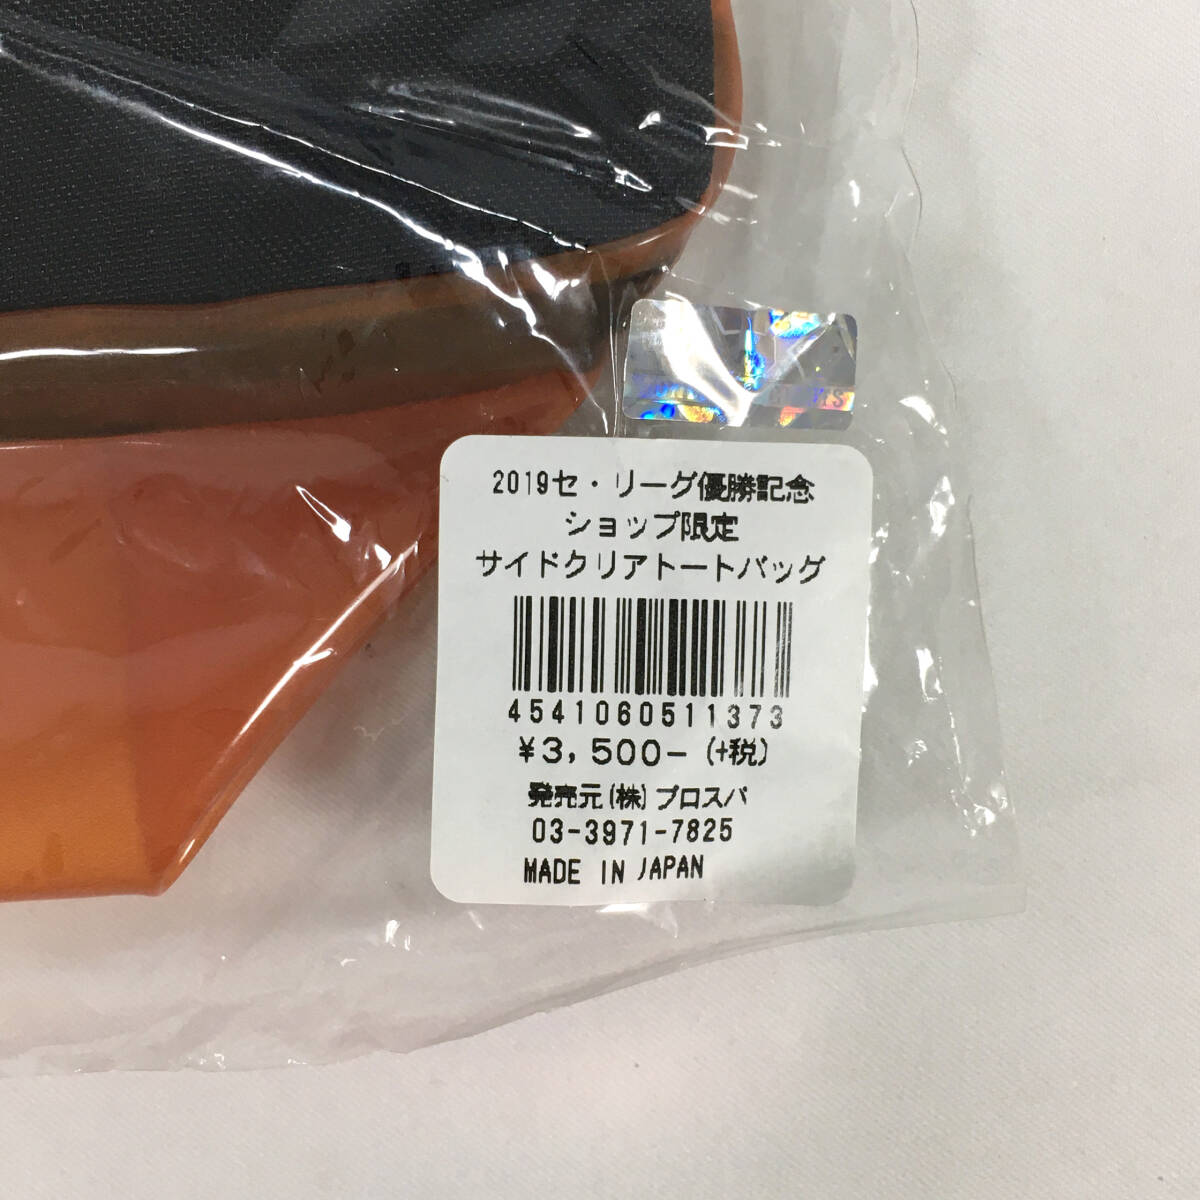 2019セ・リーグ優勝記念
ショップ限定
サイドクリアトートバッグ
4541060511373
¥3,500-(+税)
発売元(株)プロスパ
03-3971-7825
MADE IN JAPAN